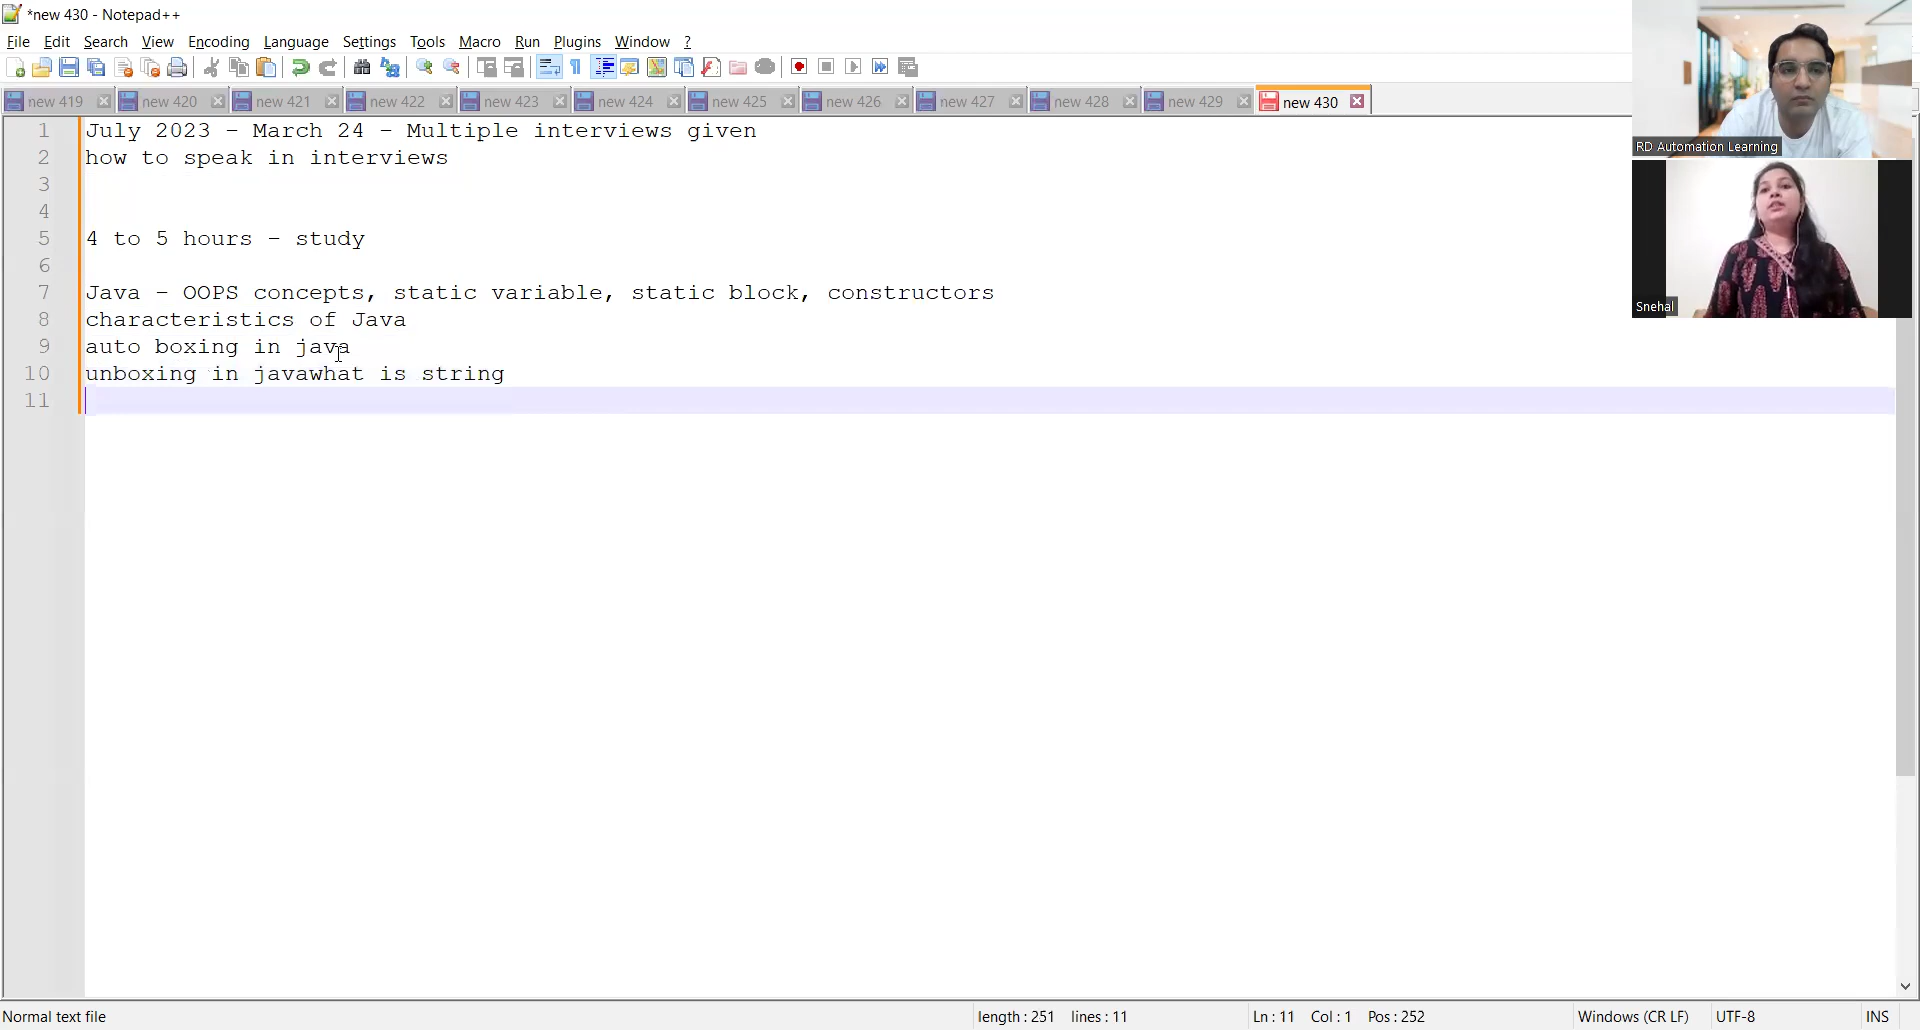 *new 430 - Notepad++
File Edit Search View Encoding Language Settings Tools Macro Run Plugins Window ?
new 419 new 420 new 421 new 422 new 423 new 424 new 425 new 426 new 427 new 428 new 429 new 430
1 July 2023 - March 24 - Multiple interviews given
2 how to speak in interviews
3
4
5 4 to 5 hours - study
6
7 Java - OOPS concepts, static variable, static block, constructors
8 characteristics of Java
9 auto boxing in java
10 unboxing in javawhat is string
11
RD Automation Learning
Snehal
Normal text file length : 251 lines : 11 Ln : 11 Col : 1 Pos : 252 Windows (CR LF) UTF-8 INS